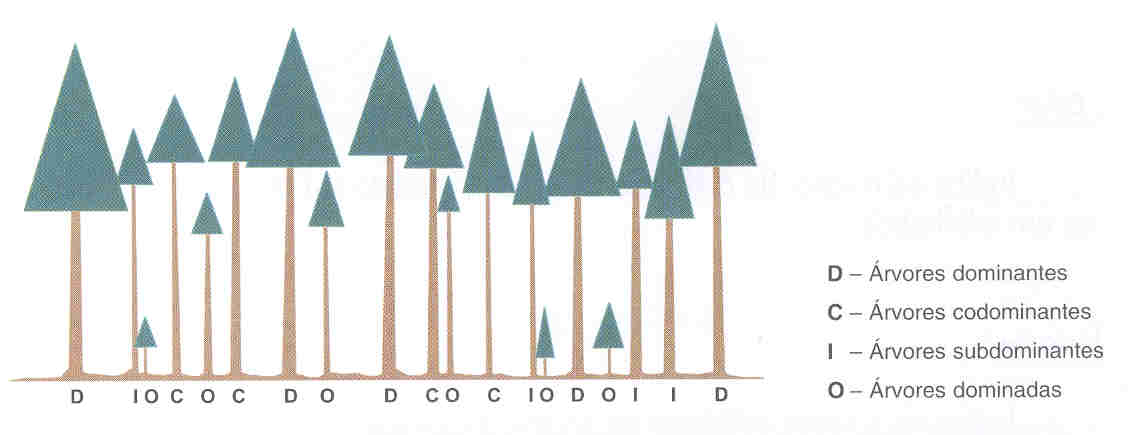 D I O C O C D O D C O C I O D O I I D
D – Árvores dominantes
C – Árvores codominantes
I – Árvores subdominantes
O – Árvores dominadas